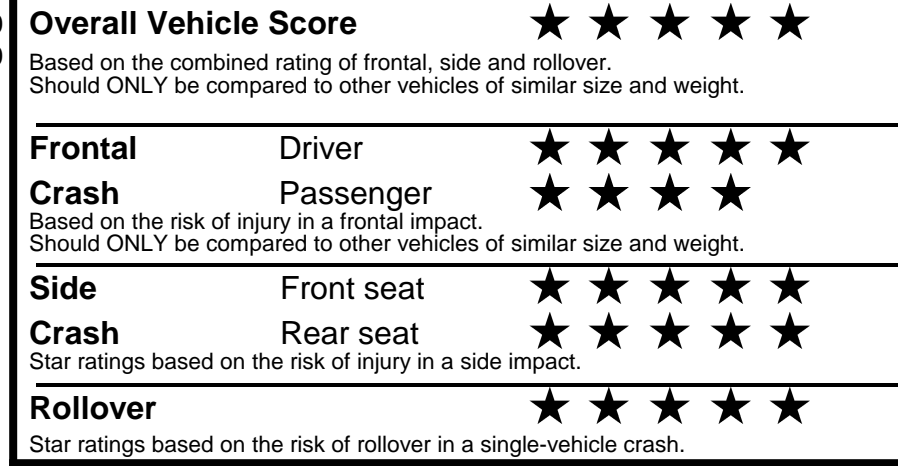 Overall Vehicle Score ★ ★ ★ ★ ★
Based on the combined rating of frontal, side and rollover.
Should ONLY be compared to other vehicles of similar size and weight.
Frontal Driver ★ ★ ★ ★ ★
Crash Passenger ★ ★ ★ ★
Based on the risk of injury in a frontal impact.
Should ONLY be compared to other vehicles of similar size and weight.
Side Front seat ★ ★ ★ ★ ★
Crash Rear seat ★ ★ ★ ★ ★
Star ratings based on the risk of injury in a side impact.
Rollover ★ ★ ★ ★ ★
Star ratings based on the risk of rollover in a single-vehicle crash.